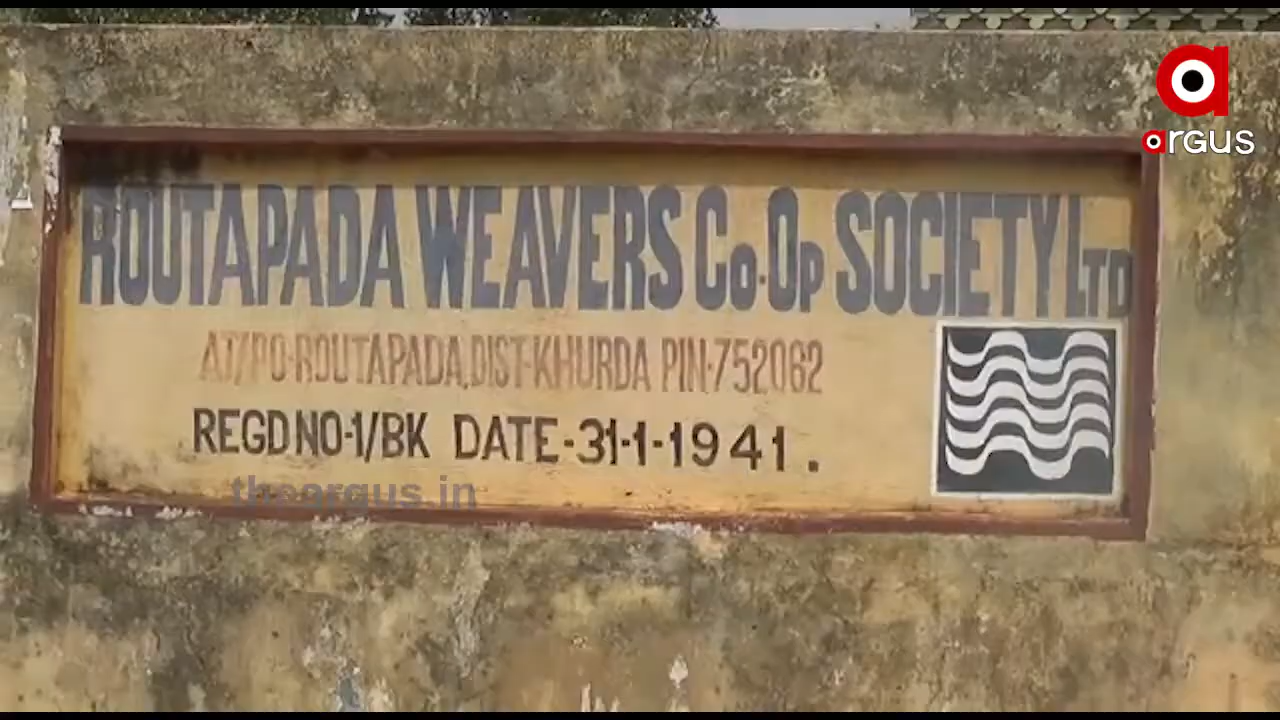 argus
ROUTAPADA WEAVERS Co-Op SOCIETY LTD
AT/PO-ROUTAPADA,DIST-KHURDA PIN-752062
REGD NO-1/BK DATE-31-1-1941.
theargus.in